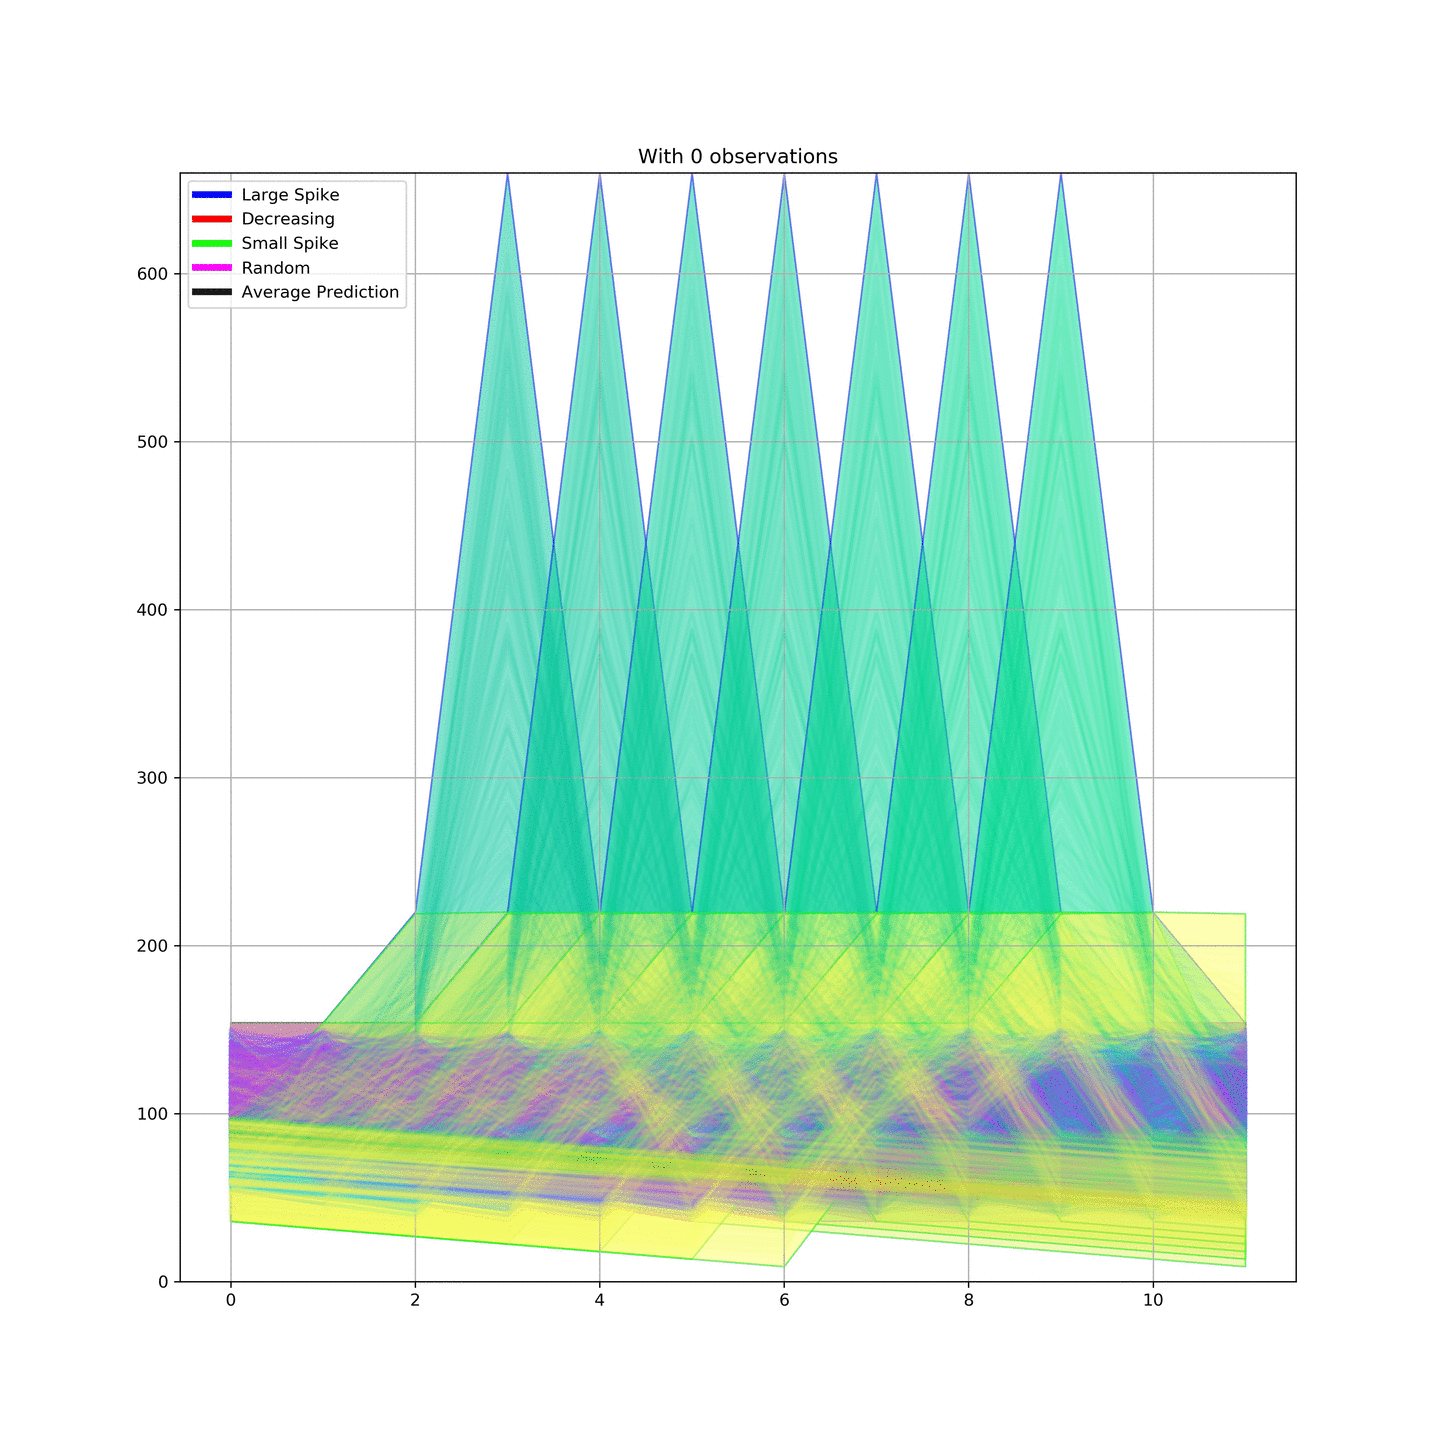 With 0 observations
Large Spike
Decreasing
Small Spike
Random
Average Prediction
600
500
400
300
200
100
0
0 2 4 6 8 10